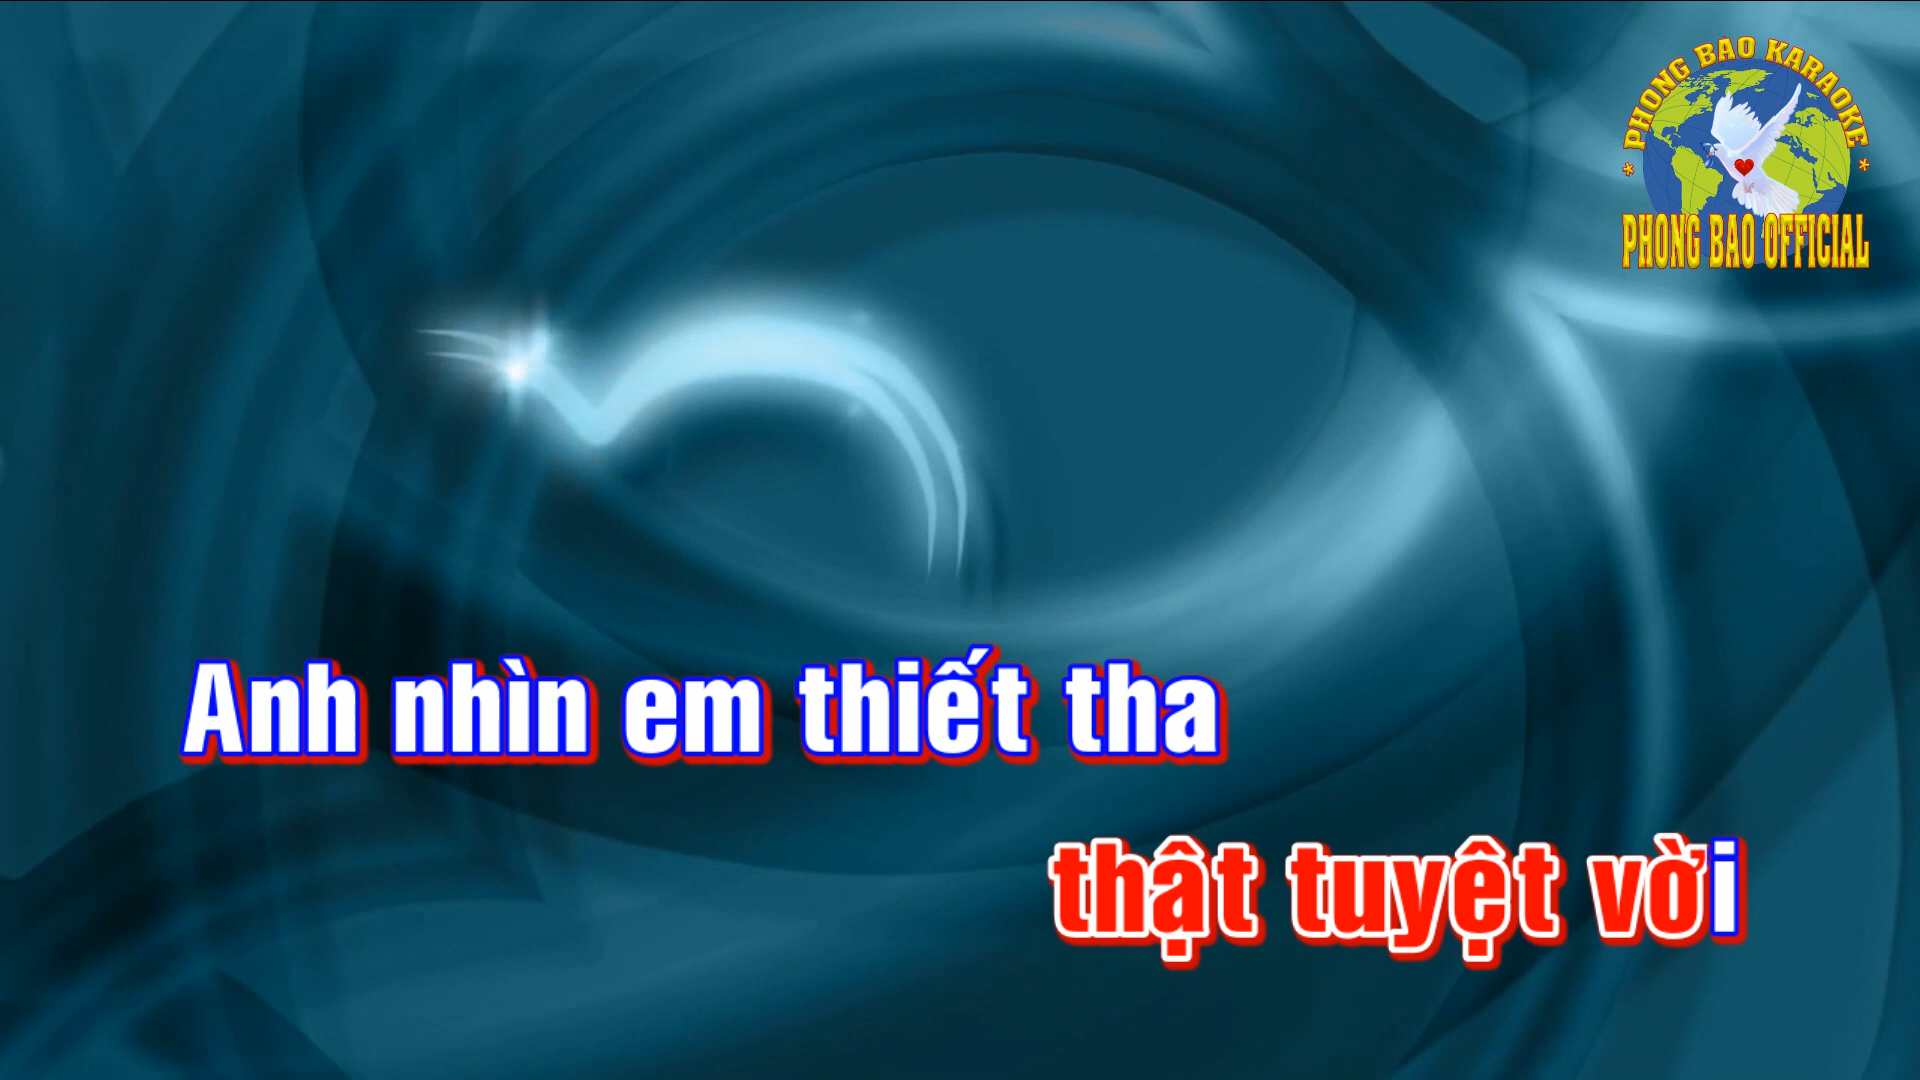 PHONG BAO KARAOKE
PHONG BAO OFFICIAL
Anh nhìn em thiết tha
thật tuyệt vời